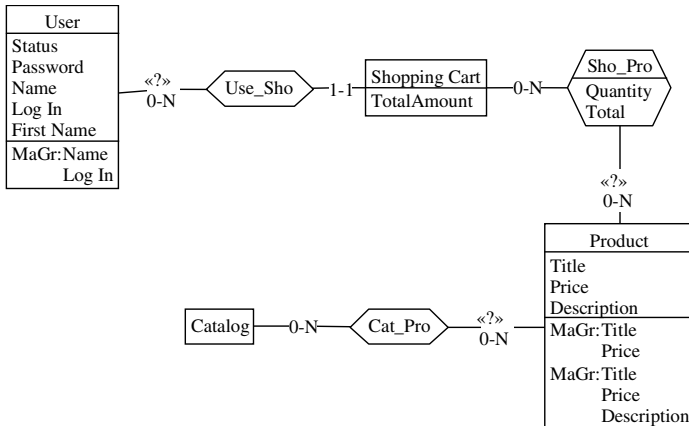 User
Status
Password
Name
Log In
First Name
MaGr:Name
Log In
«?»
0-N
Use_Sho
1-1
Shopping Cart
TotalAmount
0-N
Sho_Pro
Quantity
Total
«?»
0-N
Product
Title
Price
Description
MaGr:Title
Price
MaGr:Title
Price
Description
Catalog
0-N
Cat_Pro
«?»
0-N